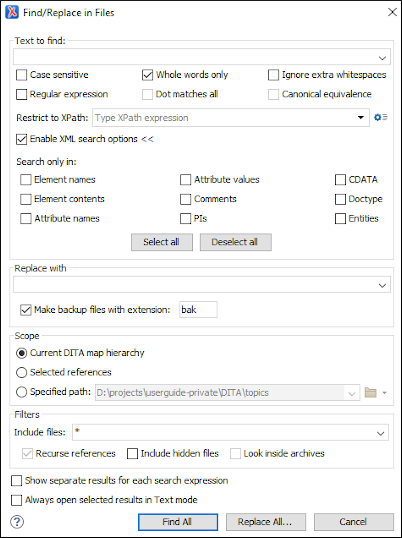 Find/Replace in Files
Text to find:
Case sensitive Whole words only Ignore extra whitespaces
Regular expression Dot matches all Canonical equivalence
Restrict to XPath: Type XPath expression
Enable XML search options <<
Search only in:
Element names Attribute values CDATA
Element contents Comments Doctype
Attribute names PIs Entities
Select all Deselect all
Replace with
Make backup files with extension: bak
Scope
Current DITA map hierarchy
Selected references
Specified path: D:\projects\userguide-private\DITA\topics
Filters
Include files: *
Recurse references Include hidden files Look inside archives
Show separate results for each search expression
Always open selected results in Text mode
? Find All Replace All... Cancel